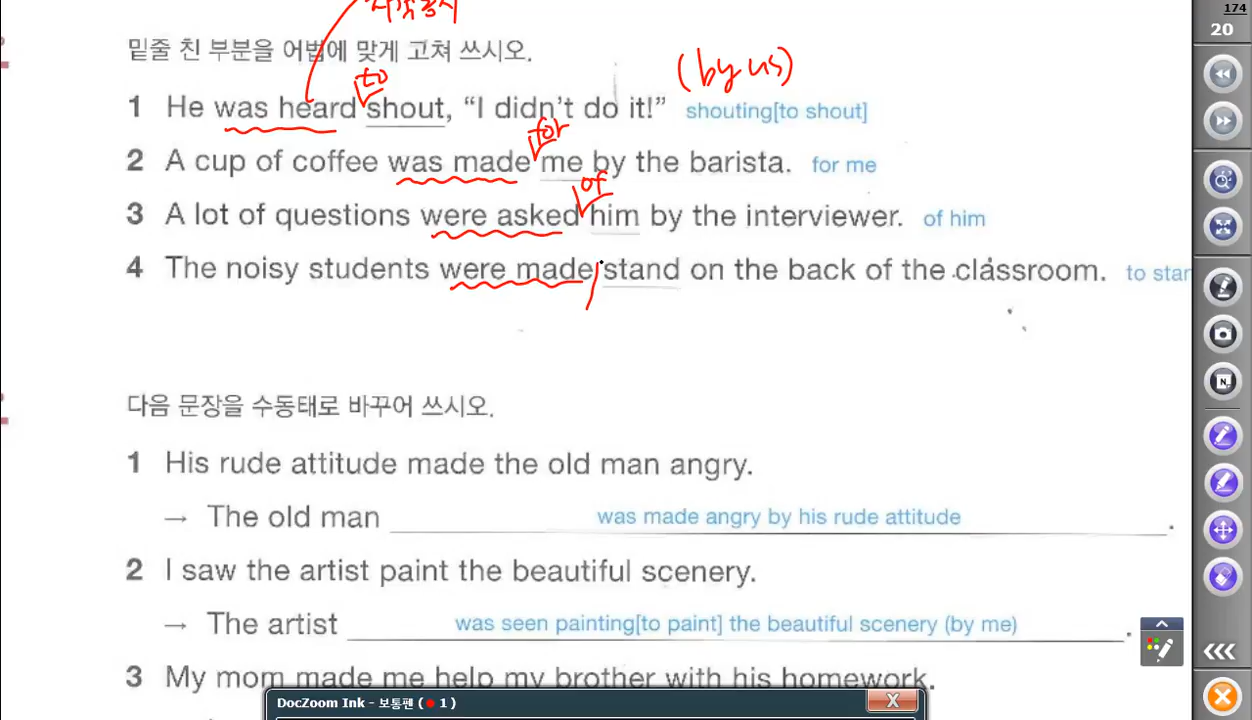 174
20
지각동사
밑줄 친 부분을 어법에 맞게 고쳐 쓰시오.
to
(by us)
1 He was heard shout, “I didn’t do it!” shouting[to shout]
for
2 A cup of coffee was made me by the barista. for me
of
3 A lot of questions were asked him by the interviewer. of him
4 The noisy students were made stand on the back of the classroom. to star
다음 문장을 수동태로 바꾸어 쓰시오.
1 His rude attitude made the old man angry.
→ The old man was made angry by his rude attitude .
2 I saw the artist paint the beautiful scenery.
→ The artist was seen painting[to paint] the beautiful scenery (by me) .
3 My mom made me help my brother with his homework.
DocZoom Ink - 보통펜 ( 1 )